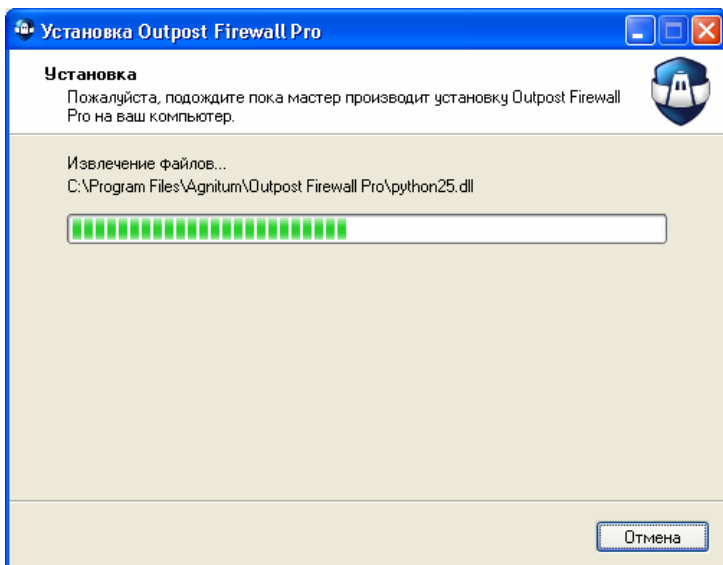 Установка Outpost Firewall Pro
Установка
Пожалуйста, подождите пока мастер производит установку Outpost Firewall
Pro на ваш компьютер.
Извлечение файлов...
C:\Program Files\Agnitum\Outpost Firewall Pro\python25.dll
Отмена